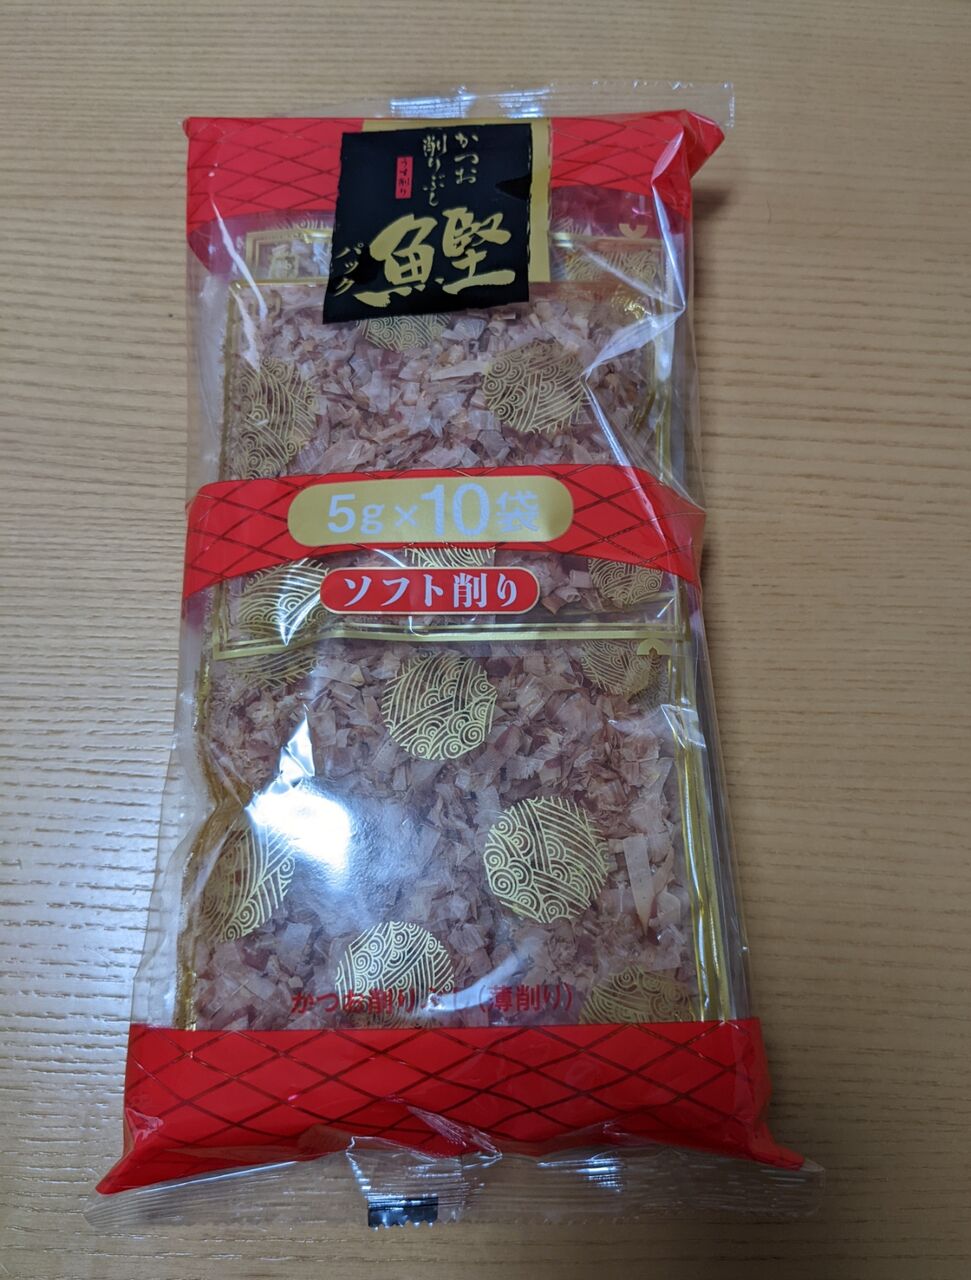 かつお
削りぶし
うす削り
鰹
パック
5g×10袋
ソフト削り
かつお削りぶし(薄削り)